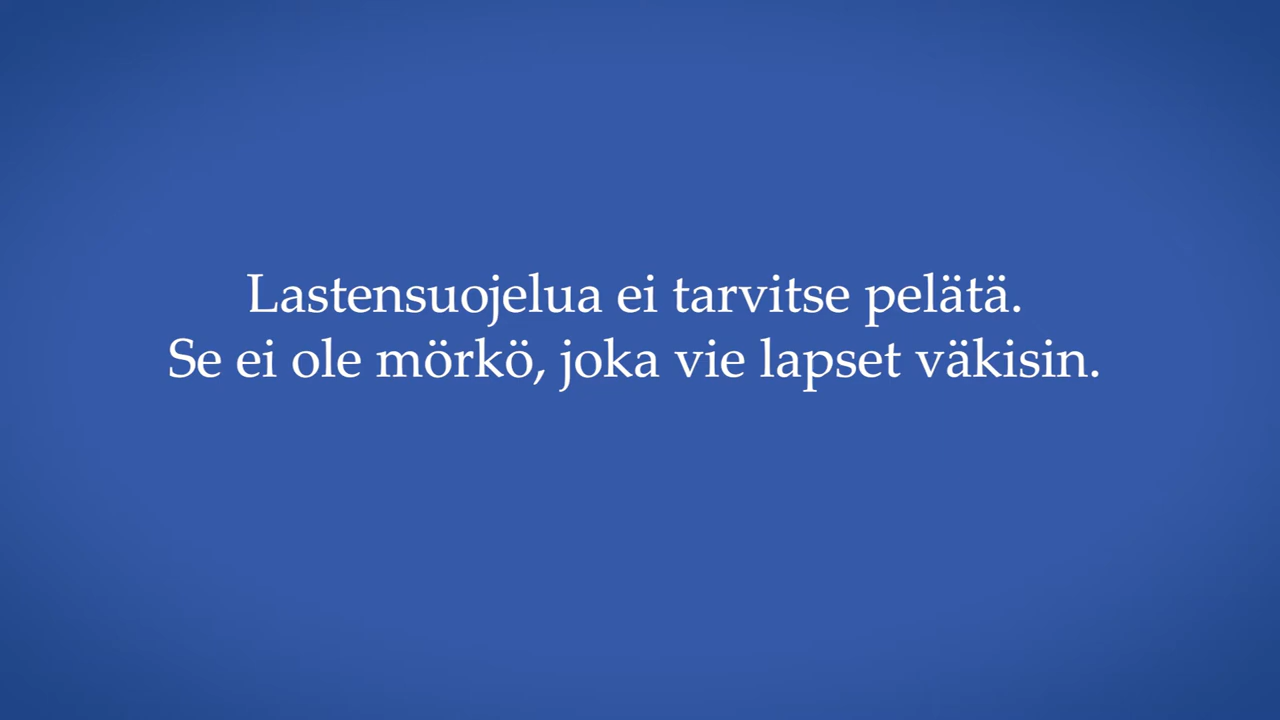 Lastensuojelua ei tarvitse pelätä.
Se ei ole mörkö, joka vie lapset väkisin.